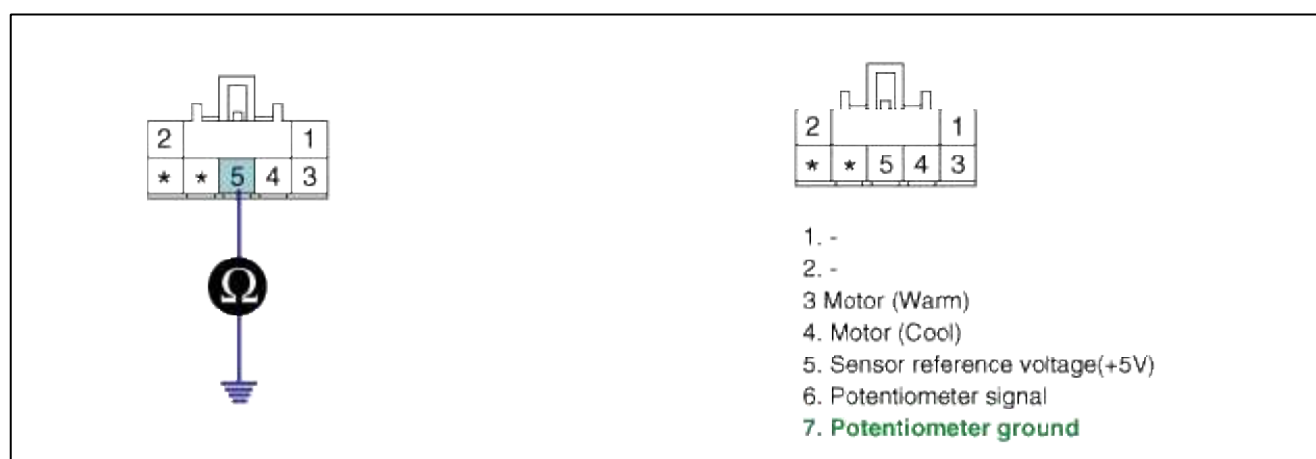 2 1
* * 5 4 3
Ω
2 1
* * 5 4 3
1. -
2. -
3 Motor (Warm)
4. Motor (Cool)
5. Sensor reference voltage(+5V)
6. Potentiometer signal
7. Potentiometer ground